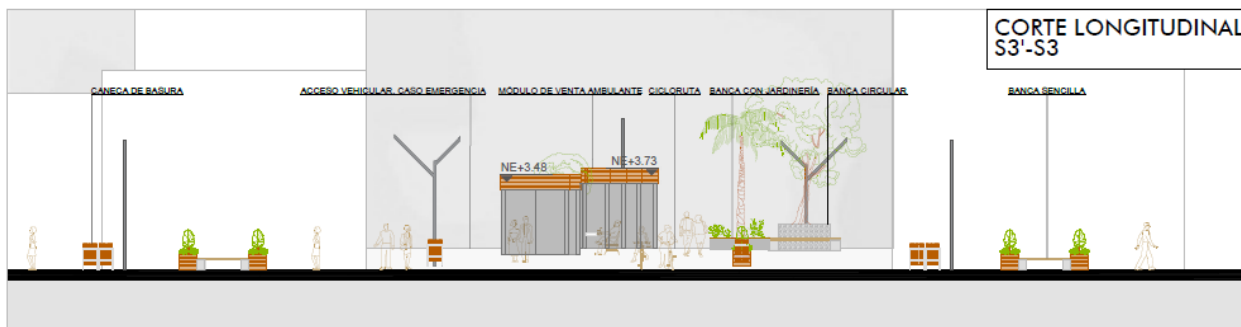 CORTE LONGITUDINAL
S3'-S3
CANECA DE BASURA
ACCESO VEHICULAR. CASO EMERGENCIA
MÓDULO DE VENTA AMBULANTE
CICLORUTA
BANCA CON JARDINERÍA
BANCA CIRCULAR
BANCA SENCILLA
NE+3.48
NE+3.73